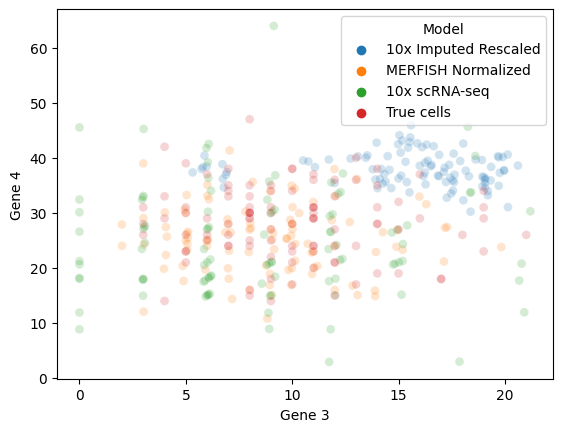 Model
10x Imputed Rescaled
MERFISH Normalized
10x scRNA-seq
True cells
60
50
40
30
20
10
0
Gene 4
0 5 10 15 20
Gene 3